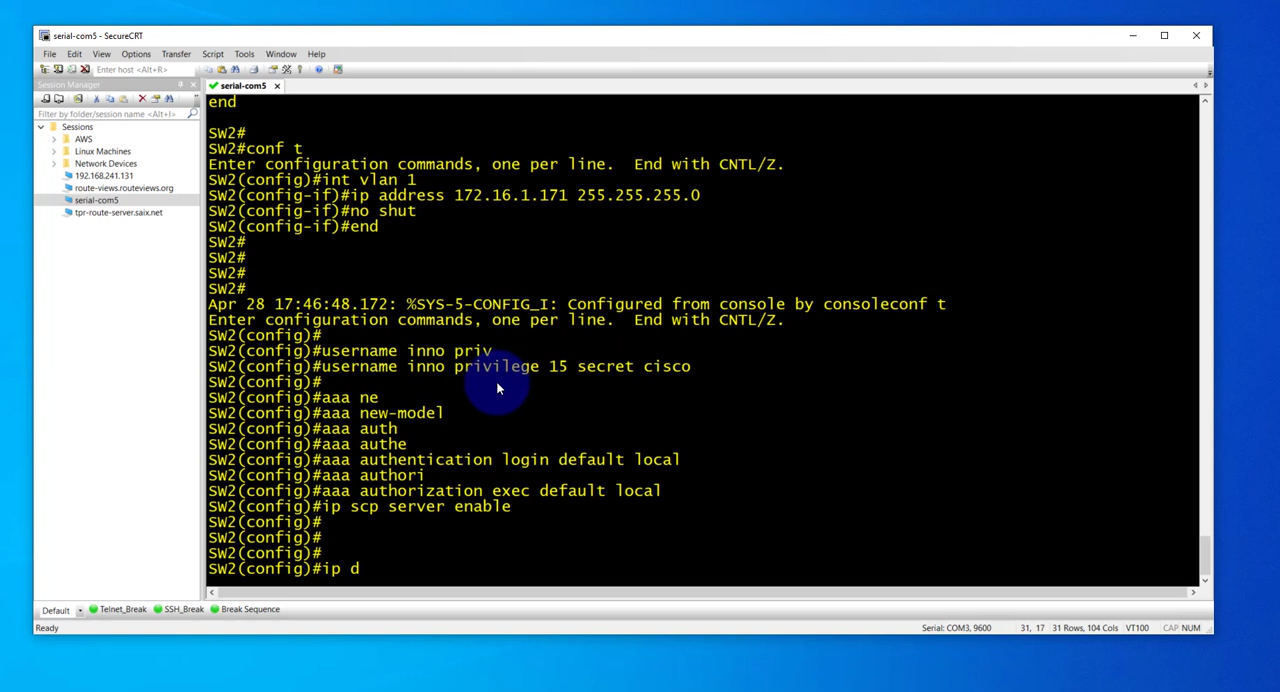 serial-com5 - SecureCRT
File Edit View Options Transfer Script Tools Window Help
Enter host <Alt+R>
Session Manager
serial-com5
Filter by folder/session name <Alt+I>
Sessions
AWS
Linux Machines
Network Devices
192.168.241.131
route-views.routeviews.org
serial-com5
tpr-route-server.saix.net
end
SW2#
SW2#conf t
Enter configuration commands, one per line.  End with CNTL/Z.
SW2(config)#int vlan 1
SW2(config-if)#ip address 172.16.1.171 255.255.255.0
SW2(config-if)#no shut
SW2(config-if)#end
SW2#
SW2#
SW2#
SW2#
Apr 28 17:46:48.172: %SYS-5-CONFIG_I: Configured from console by consoleconf t
Enter configuration commands, one per line.  End with CNTL/Z.
SW2(config)#
SW2(config)#username inno priv
SW2(config)#username inno privilege 15 secret cisco
SW2(config)#
SW2(config)#aaa ne
SW2(config)#aaa new-model
SW2(config)#aaa auth
SW2(config)#aaa authe
SW2(config)#aaa authentication login default local
SW2(config)#aaa authori
SW2(config)#aaa authorization exec default local
SW2(config)#ip scp server enable
SW2(config)#
SW2(config)#
SW2(config)#
SW2(config)#ip d
Default Telnet_Break SSH_Break Break Sequence
Ready Serial: COM3, 9600 31, 17 31 Rows, 104 Cols VT100 CAP NUM